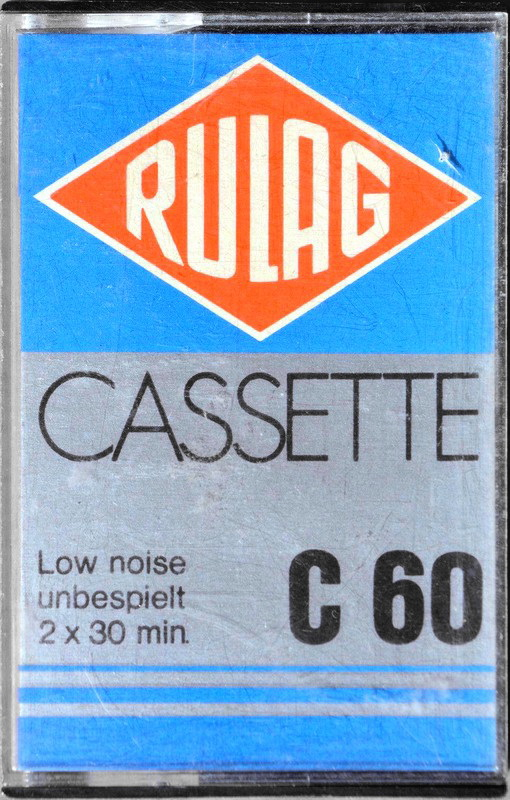 RULAG
CASSETTE
Low noise
unbespielt
2 x 30 min.
C 60